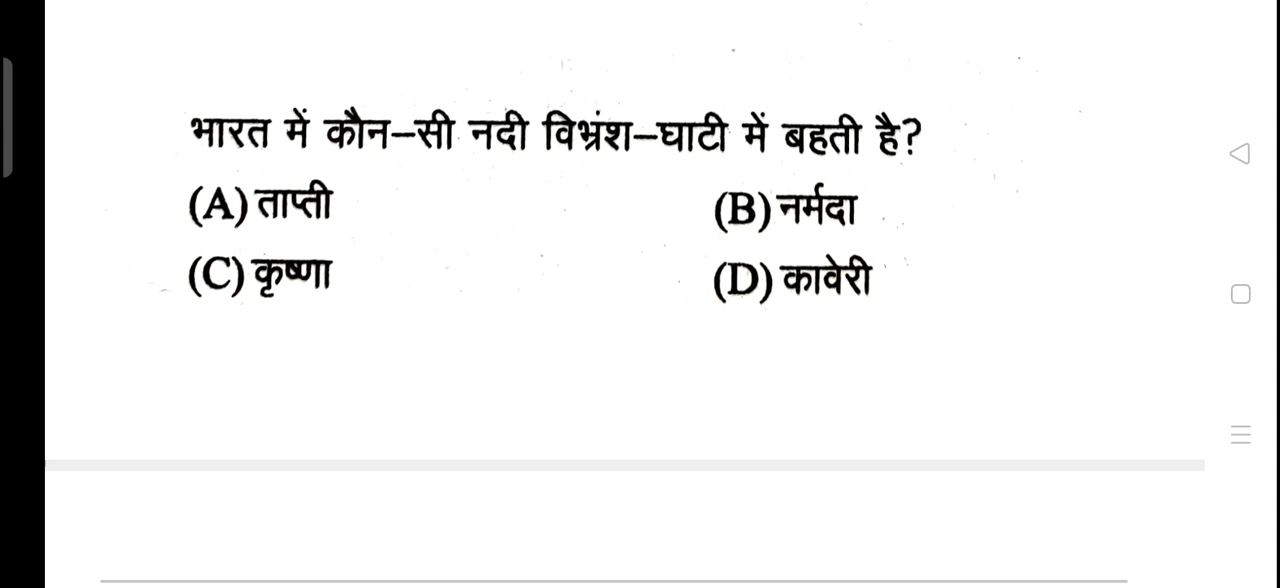 भारत में कौन–सी नदी विभ्रंश–घाटी में बहती है?
(A) ताप्ती (B) नर्मदा
(C) कृष्णा (D) कावेरी